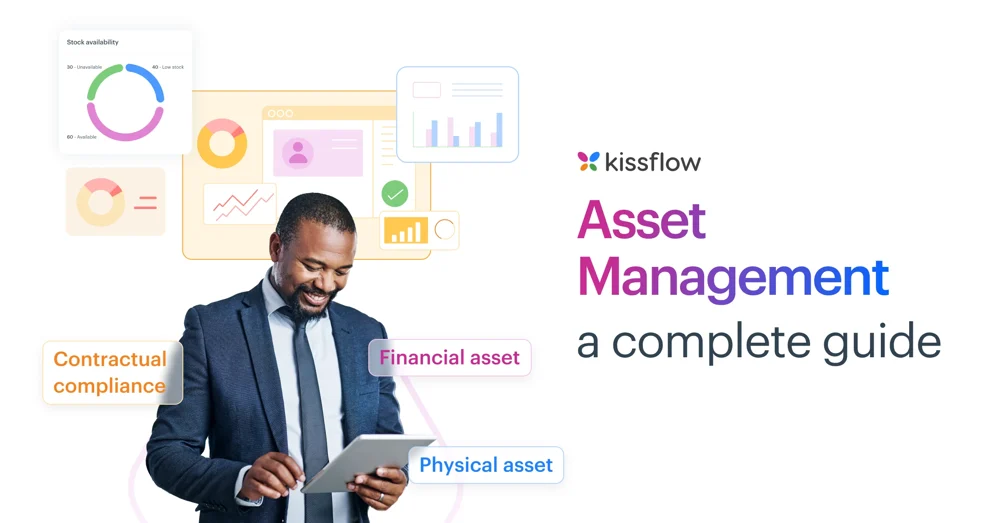 Stock availability
30 - Unavailable
40 - Low stock
60 - Available
kissflow
Asset
Management
a complete guide
Contractual
compliance
Financial asset
Physical asset